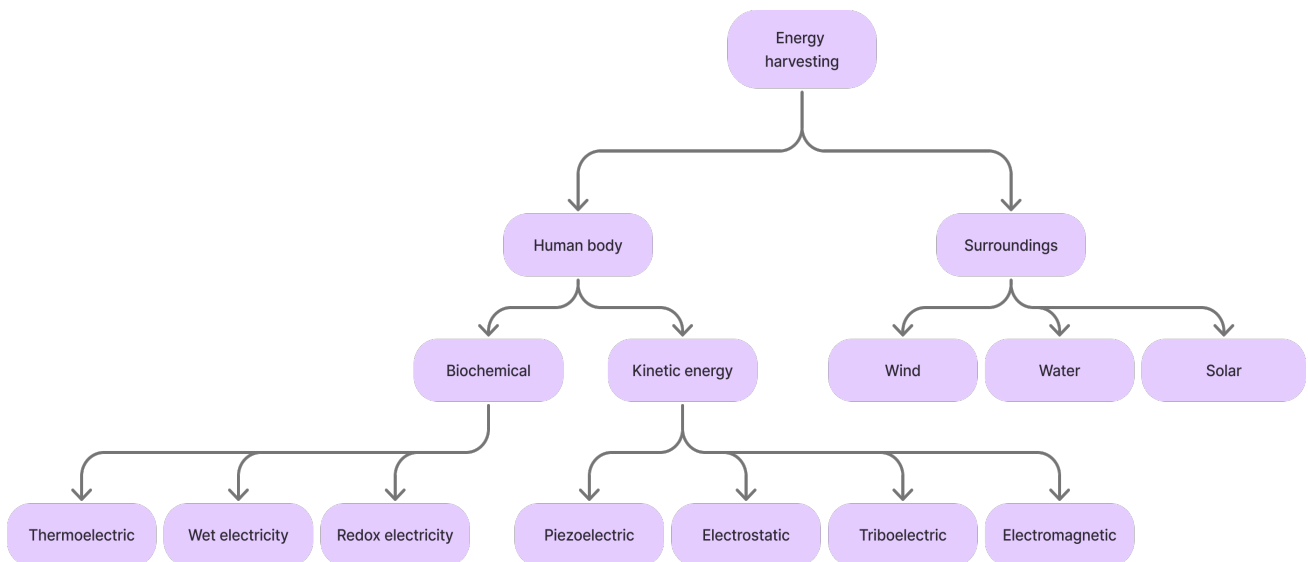 Energy
harvesting
Human body
Surroundings
Biochemical
Kinetic energy
Wind
Water
Solar
Thermoelectric
Wet electricity
Redox electricity
Piezoelectric
Electrostatic
Triboelectric
Electromagnetic